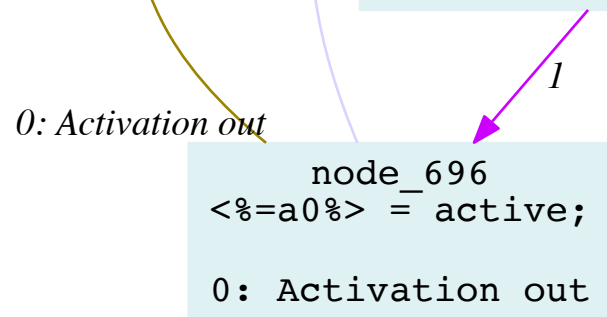 1
0: Activation out
node_696
<%=a0%> = active;
0: Activation out